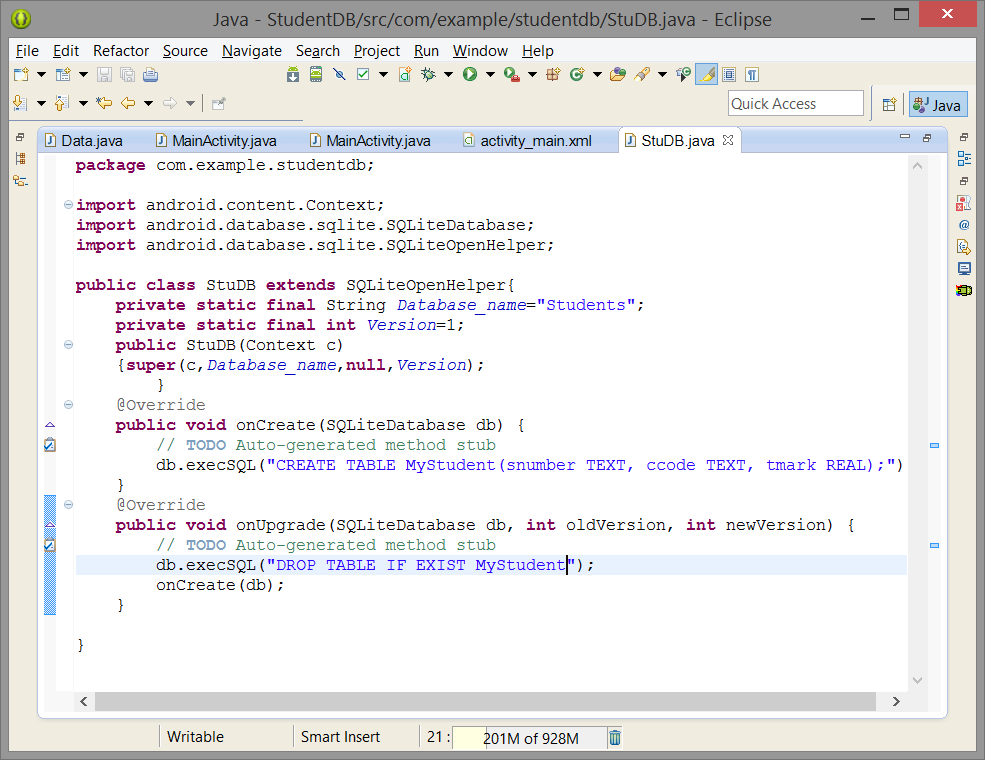 Java - StudentDB/src/com/example/studentdb/StuDB.java - Eclipse
File Edit Refactor Source Navigate Search Project Run Window Help
Quick Access
Java
Data.java MainActivity.java MainActivity.java activity_main.xml StuDB.java
package com.example.studentdb;
import android.content.Context;
import android.database.sqlite.SQLiteDatabase;
import android.database.sqlite.SQLiteOpenHelper;
public class StuDB extends SQLiteOpenHelper{
private static final String Database_name="Students";
private static final int Version=1;
public StuDB(Context c)
{super(c,Database_name,null,Version);
}
@Override
public void onCreate(SQLiteDatabase db) {
// TODO Auto-generated method stub
db.execSQL("CREATE TABLE MyStudent(snumber TEXT, ccode TEXT, tmark REAL);")
}
@Override
public void onUpgrade(SQLiteDatabase db, int oldVersion, int newVersion) {
// TODO Auto-generated method stub
db.execSQL("DROP TABLE IF EXIST MyStudent");
onCreate(db);
}
}
Writable Smart Insert 21 : 201M of 928M